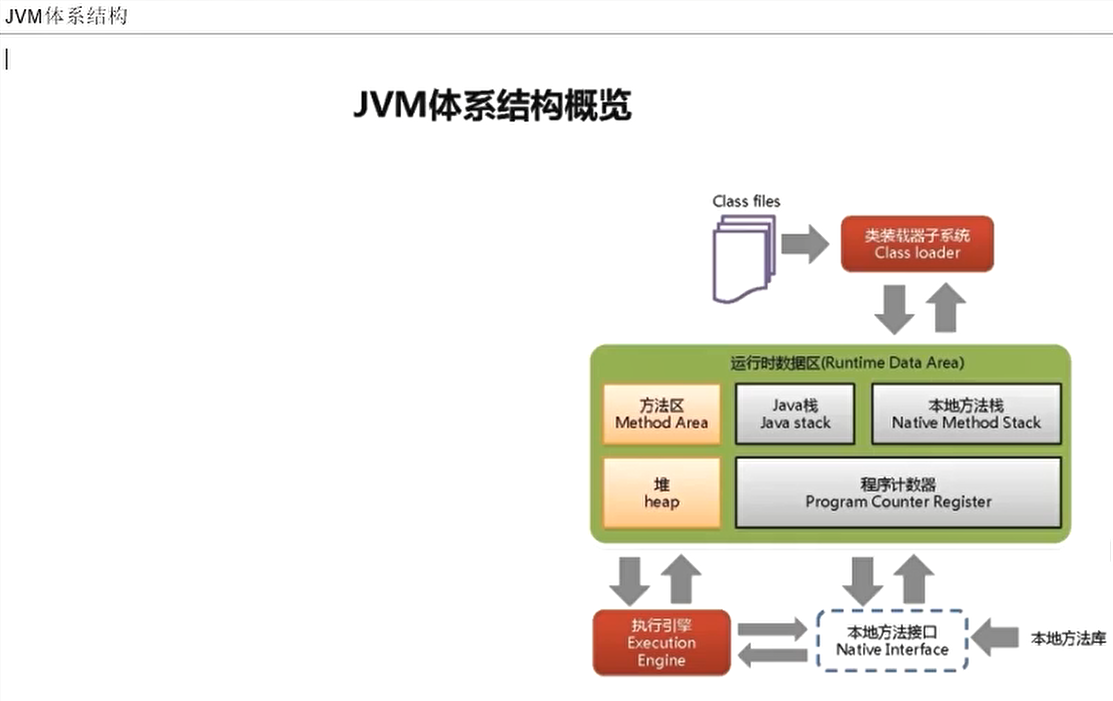 JVM体系结构
JVM体系结构概览
Class files
类装载器子系统
Class loader
运行时数据区(Runtime Data Area)
方法区
Method Area
Java栈
Java stack
本地方法栈
Native Method Stack
堆
heap
程序计数器
Program Counter Register
执行引擎
Execution
Engine
本地方法接口
Native Interface
本地方法库